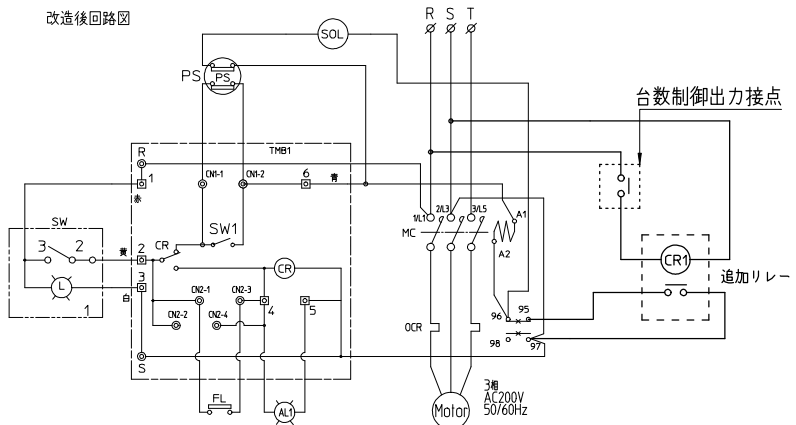 改造後回路図
R S T
SOL
PS
PS
台数制御出力接点
TMB1
R
CN1-1
CN1-2
6
青
1
赤
SW
SW1
1/L1
2/L3
3/L5
A1
MC
A2
3
2
黄
2
CR
CR
CR1
追加リレー
L
3
1
白
CN2-1
CN2-3
4
5
CN2-2
CN2-4
96
95
OCR
98
97
S
FL
AL1
Motor
3相
AC200V
50/60Hz